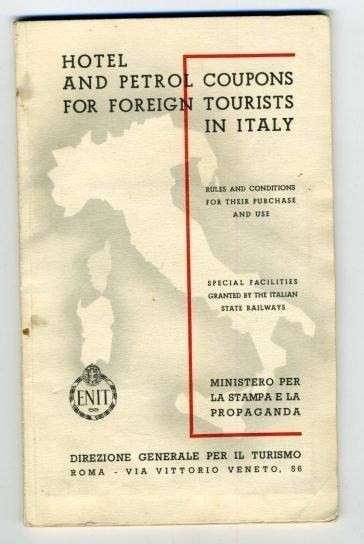 HOTEL
AND PETROL COUPONS
FOR FOREIGN TOURISTS
IN ITALY
RULES AND CONDITIONS
FOR THEIR PURCHASE
AND USE
SPECIAL FACILITIES
GRANTED BY THE ITALIAN
STATE RAILWAYS
ENIT
MINISTERO PER
LA STAMPA E LA
PROPAGANDA
DIREZIONE GENERALE PER IL TURISMO
ROMA - VIA VITTORIO VENETO, 56